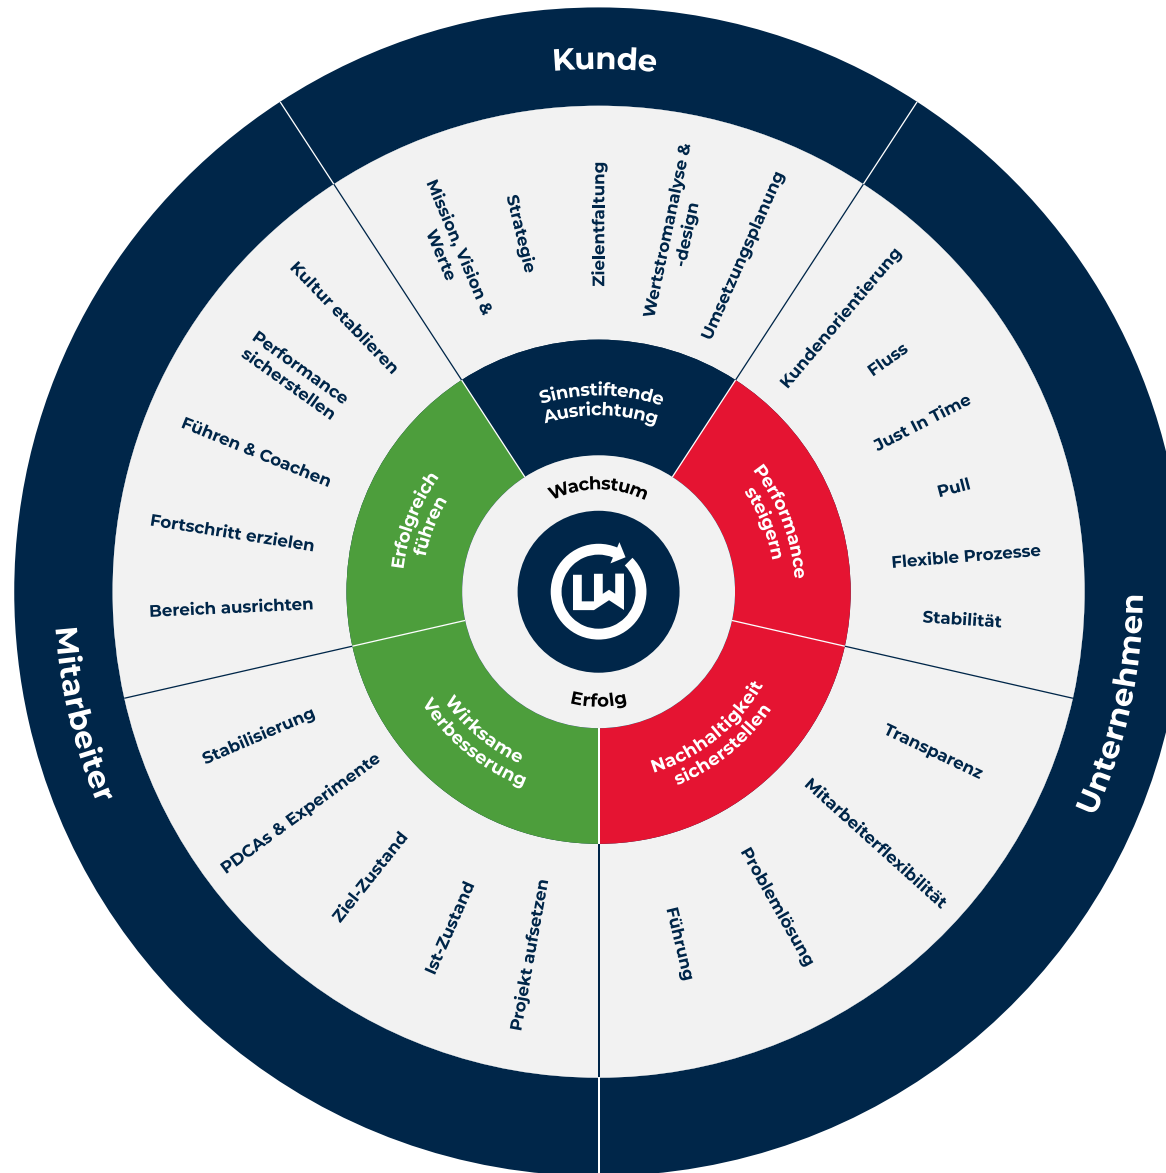 Kunde
Mission, Vision &
Werte
Strategie
Zielentfaltung
Wertstromanalyse &
-design
Umsetzungsplanung
Unternehmen
Kundenorientierung
Fluss
Just In Time
Pull
Flexible Prozesse
Stabilität
Transparenz
Mitarbeiterflexibilität
Problemlösung
Führung
Mitarbeiter
Projekt aufsetzen
Ist-Zustand
Ziel-Zustand
PDCAs & Experimente
Stabilisierung
Bereich ausrichten
Fortschritt erzielen
Führen & Coachen
Performance
sicherstellen
Kultur etablieren
Sinnstiftende
Ausrichtung
Performance
steigern
Nachhaltigkeit
sicherstellen
Wirksame
Verbesserung
Erfolgreich
führen
Wachstum
LW
Erfolg